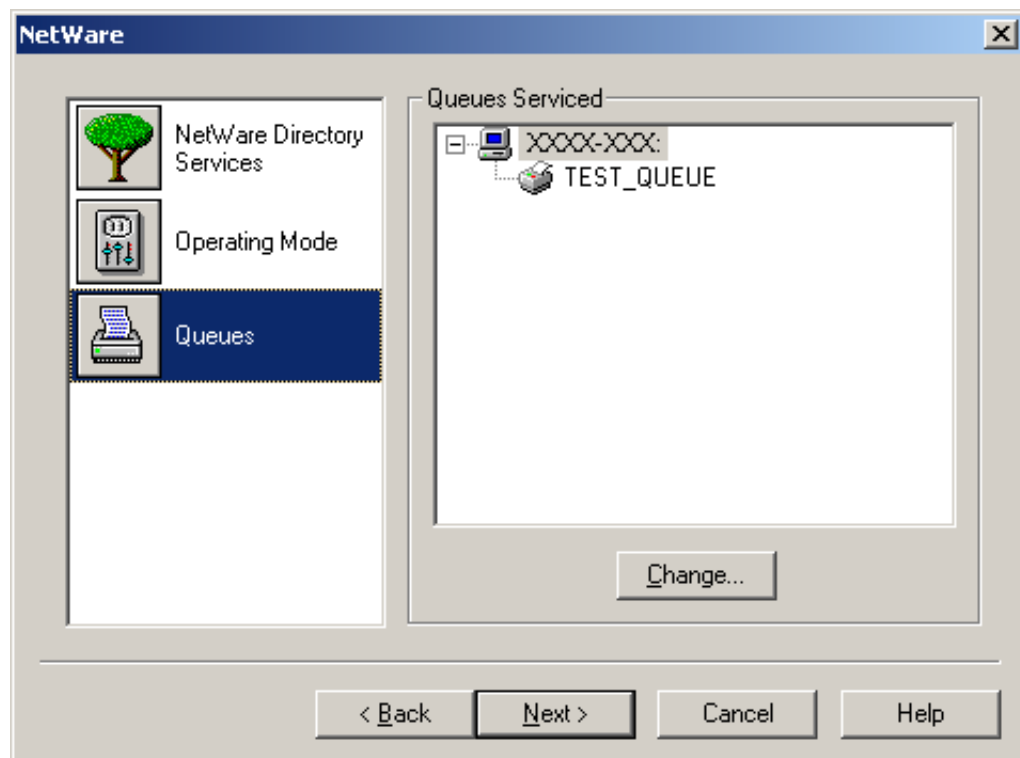 NetWare
NetWare Directory
Services
Operating Mode
Queues
Queues Serviced
XXXX-XXX:
TEST_QUEUE
Change...
< Back
Next >
Cancel
Help